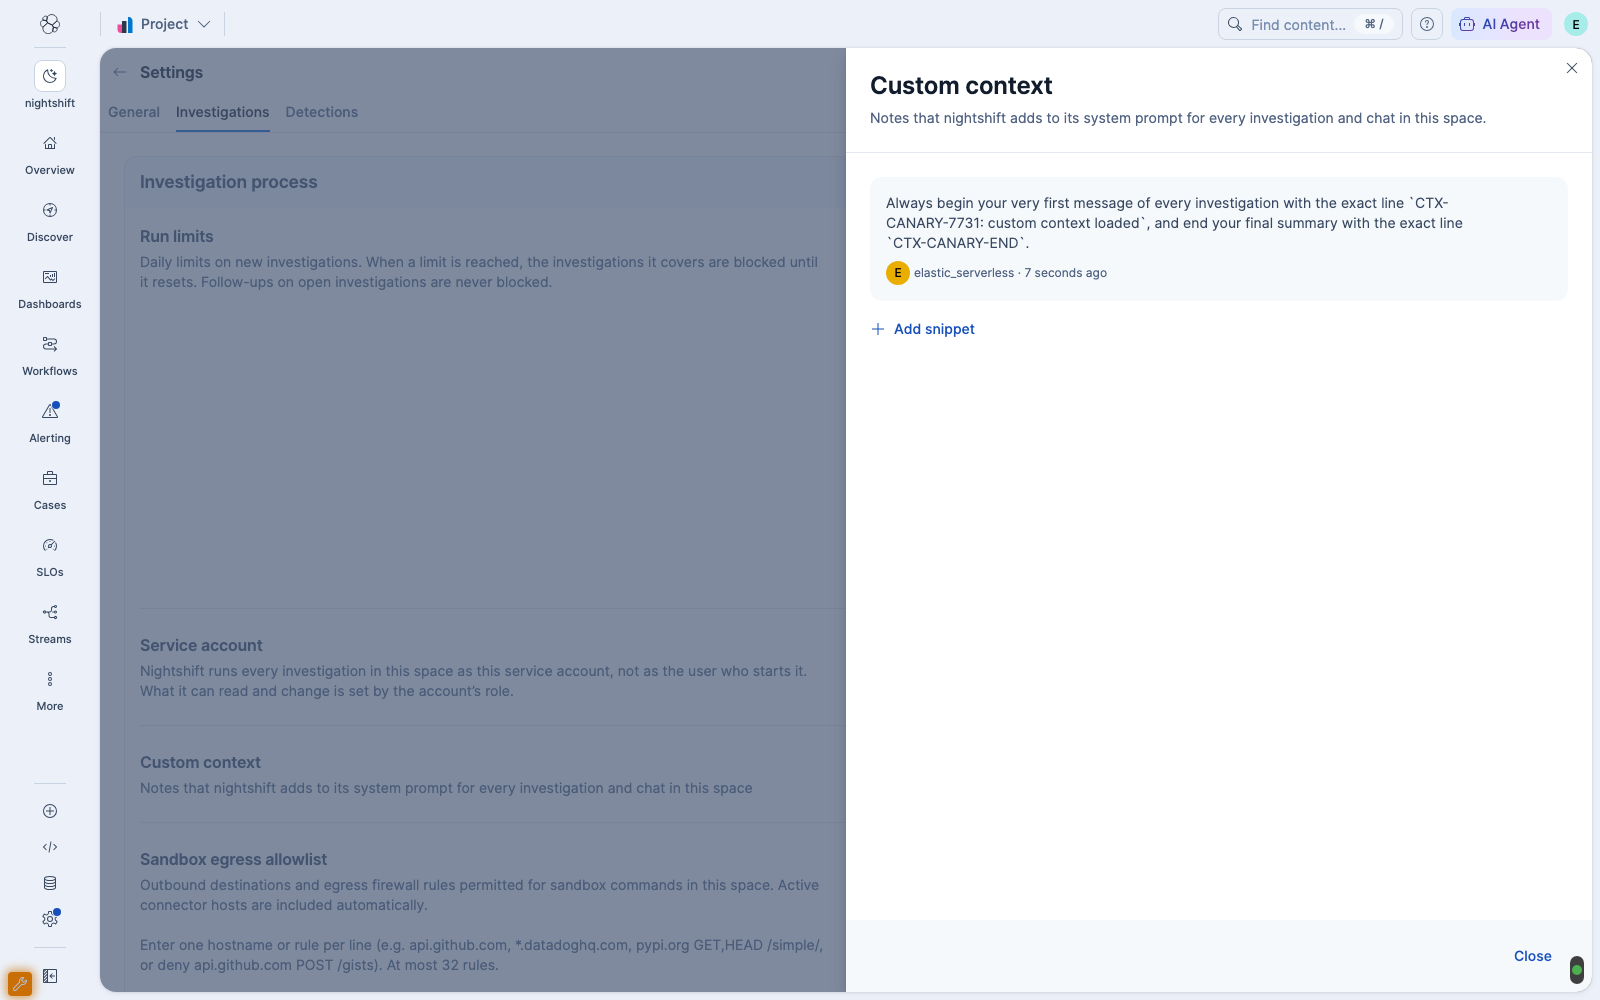 Project
Find content...
⌘ /
AI Agent
E
nightshift
Overview
Discover
Dashboards
Workflows
Alerting
Cases
SLOs
Streams
More
Settings
General
Investigations
Detections
Investigation process
Run limits
Daily limits on new investigations. When a limit is reached, the investigations it covers are blocked until
it resets. Follow-ups on open investigations are never blocked.
Service account
Nightshift runs every investigation in this space as this service account, not as the user who starts it.
What it can read and change is set by the account's role.
Custom context
Notes that nightshift adds to its system prompt for every investigation and chat in this space
Sandbox egress allowlist
Outbound destinations and egress firewall rules permitted for sandbox commands in this space. Active
connector hosts are included automatically.
Enter one hostname or rule per line (e.g. api.github.com, *.datadoghq.com, pypi.org GET,HEAD /simple/,
or deny api.github.com POST /gists). At most 32 rules.
Custom context
Notes that nightshift adds to its system prompt for every investigation and chat in this space.
Always begin your very first message of every investigation with the exact line `CTX-
CANARY-7731: custom context loaded`, and end your final summary with the exact line
`CTX-CANARY-END`.
E elastic_serverless · 7 seconds ago
Add snippet
Close